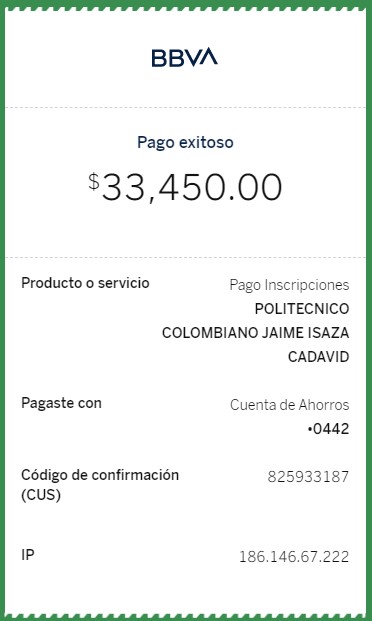 BBVA
Pago exitoso
$33,450.00
Producto o servicio
Pago Inscripciones
POLITECNICO
COLOMBIANO JAIME ISAZA
CADAVID
Pagaste con
Cuenta de Ahorros
•0442
Código de confirmación
(CUS)
825933187
IP
186.146.67.222